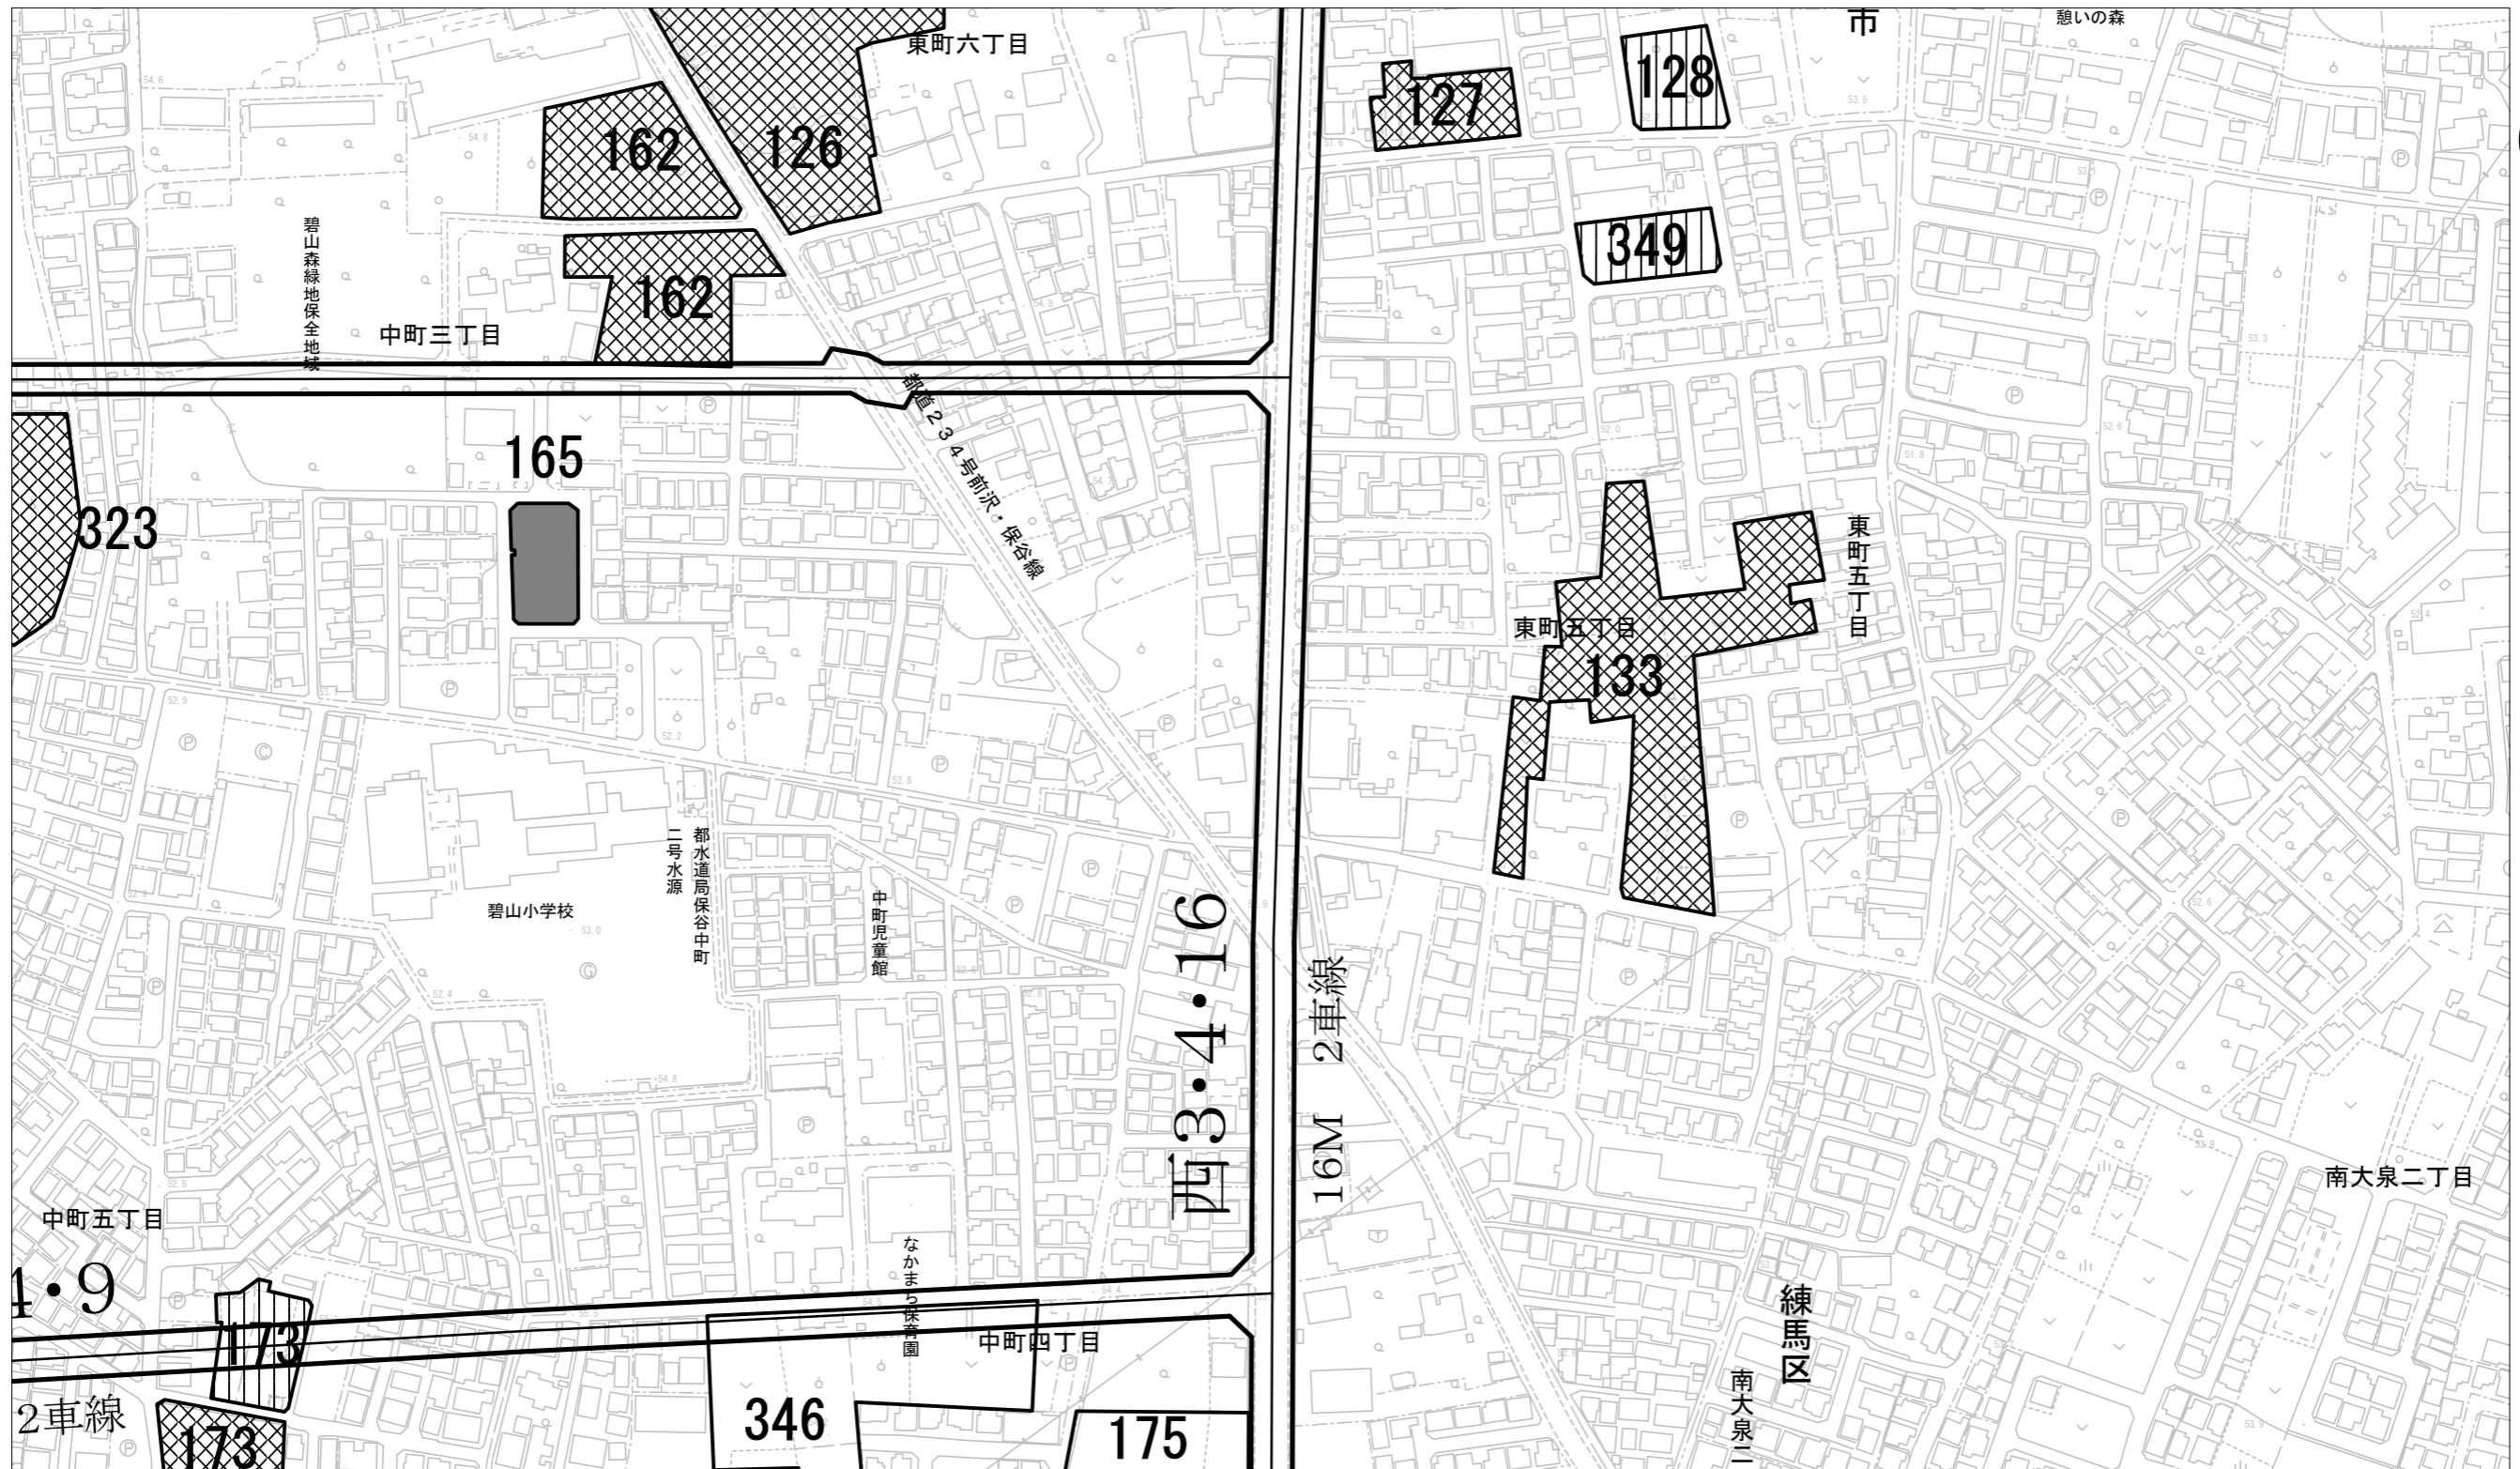 市
憩いの森
東町六丁目
128
127
162
126
349
碧山森緑地保全地域
162
中町三丁目
都道234号前沢・保谷線
165
323
東町五丁目
東町五丁目
133
都水道局保谷中町
二号水源
中町児童館
碧山小学校
西3・4・16
16M 2車線
南大泉二丁目
中町五丁目
4・9
なかまち保育園
173
中町四丁目
練馬区
南大泉二
2車線
346
175
173